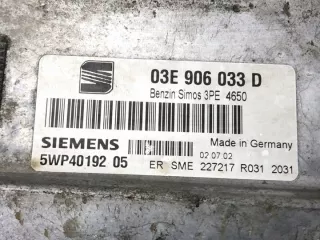 03E 906 033 D
Benzin Simos 3PE 4650
SIEMENS
Made in Germany
02 07 02
5WP40192 05
ER SME 227217 R031 2031